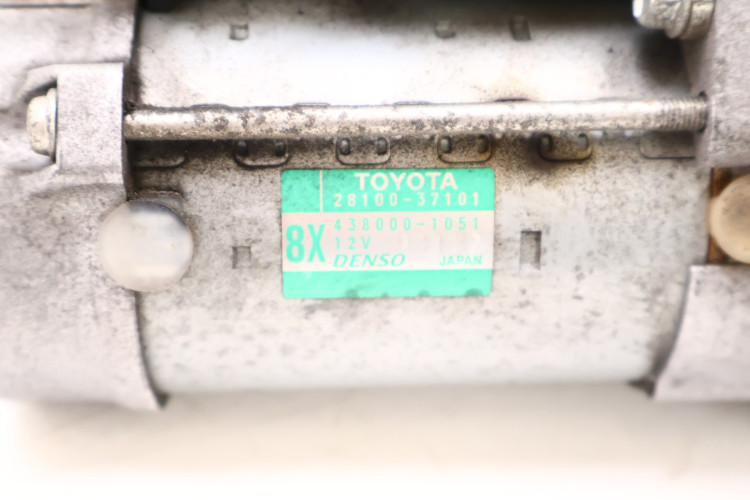 TOYOTA
28100-37101
438000-1051
8X
12V
DENSO JAPAN